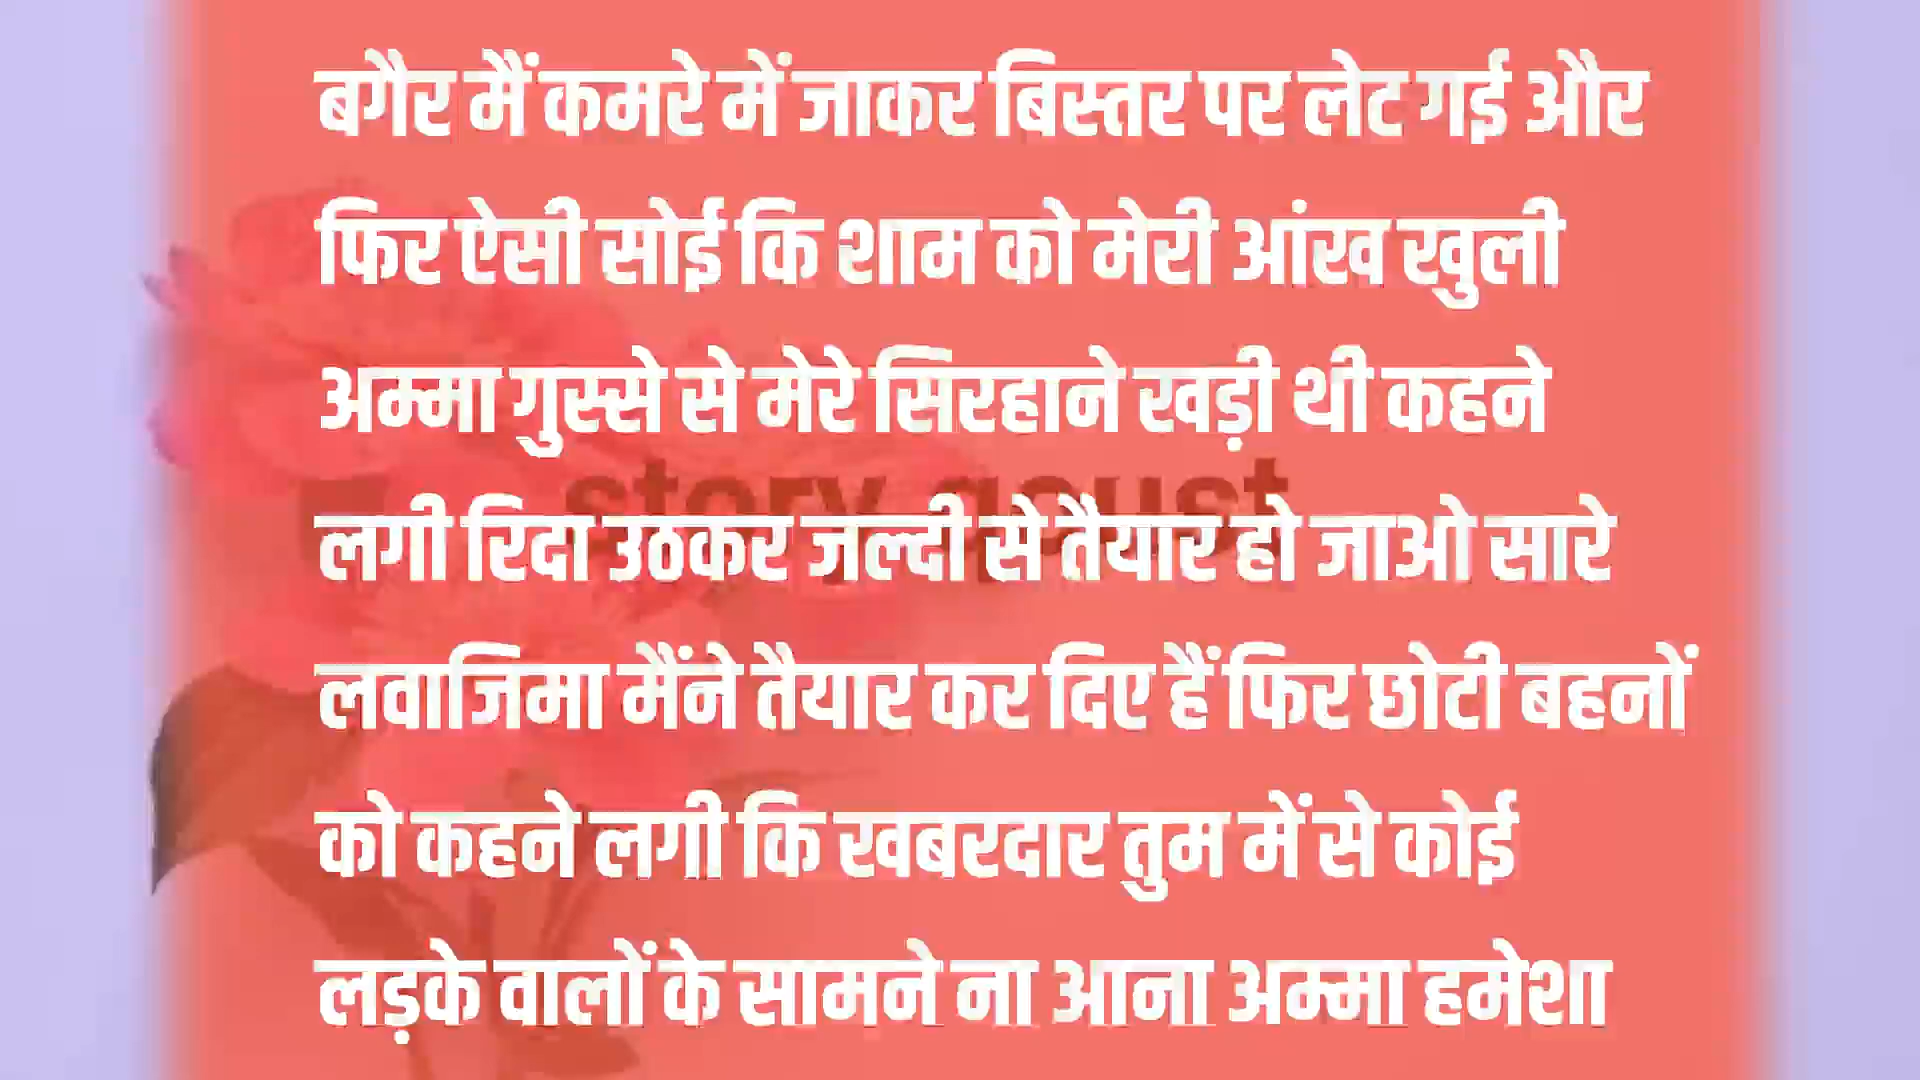 बगैर मैं कमरे में जाकर बिस्तर पर लेट गई और
फिर ऐसी सोई कि शाम को मेरी आंख खुली
अम्मा गुस्से से मेरे सिरहाने खड़ी थी कहने
story
लगी रिदा उठकर जल्दी से तैयार हो जाओ सारे
लवाजिमा मैंने तैयार कर दिए हैं फिर छोटी बहनों
को कहने लगी कि खबरदार तुम में से कोई
लड़के वालों के सामने ना आना अम्मा हमेशा